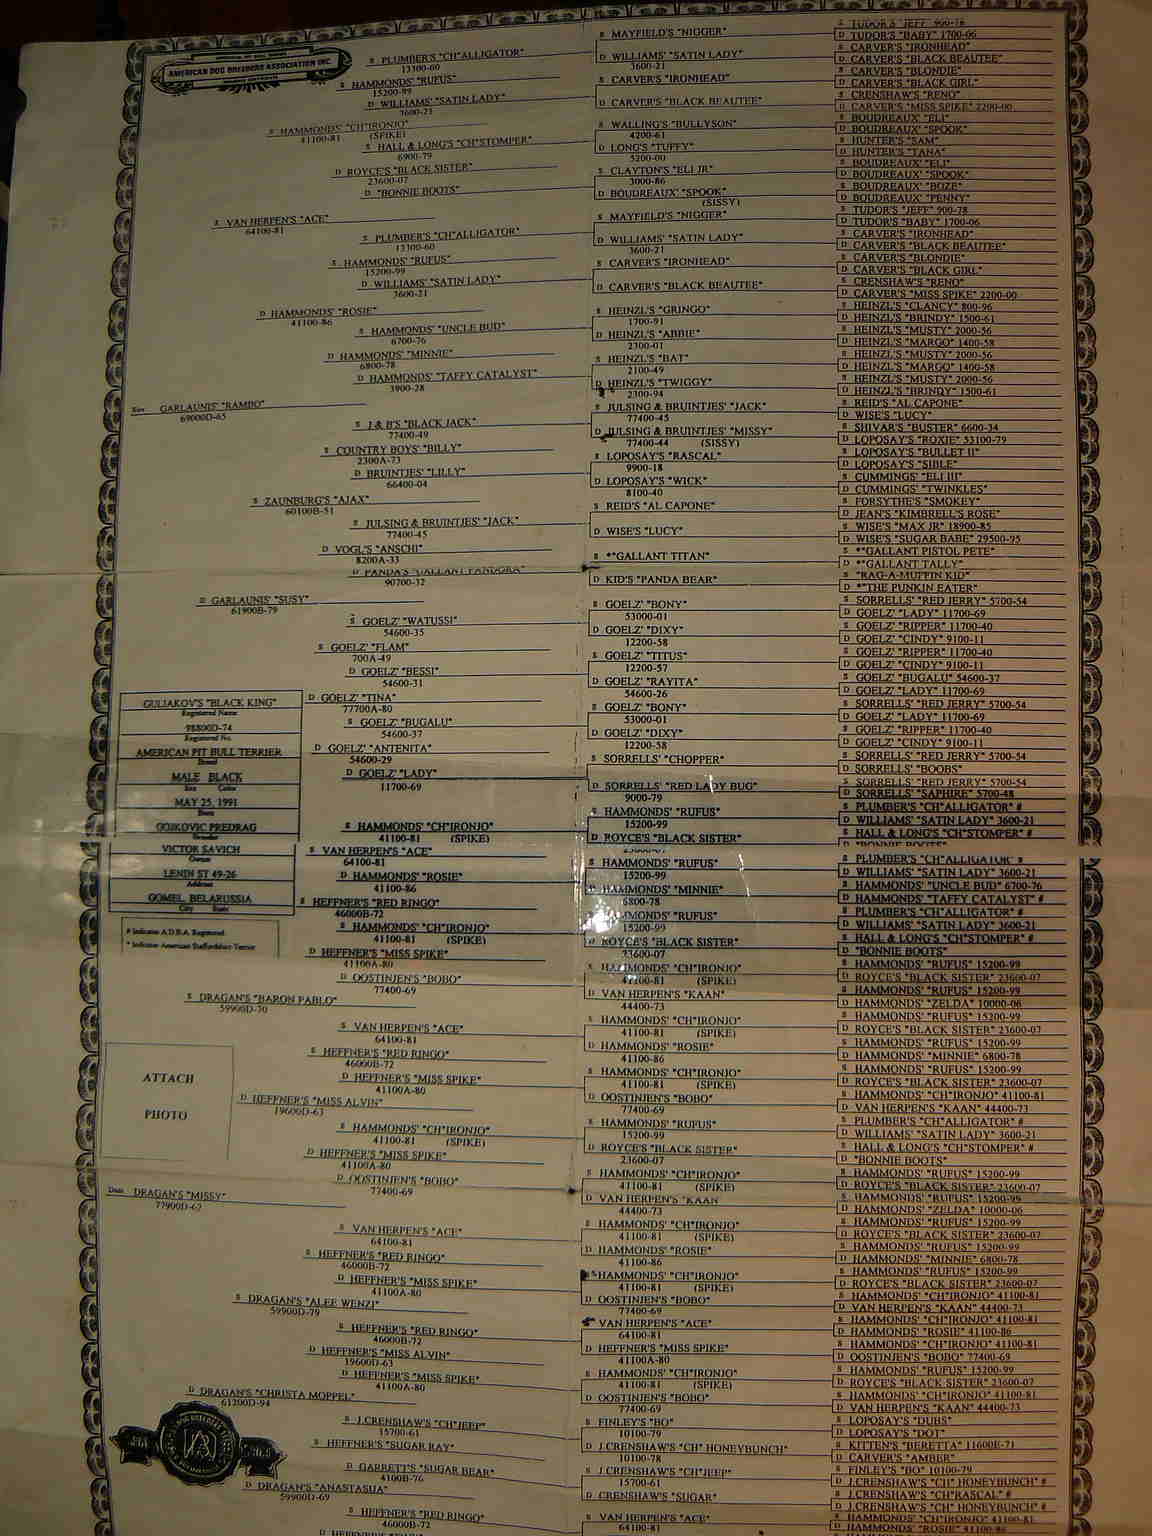 AMERICAN DOG BREEDERS ASSOCIATION INC.
S PLUMBER'S "CH"ALLIGATOR"
13300-60
S HAMMONDS' "RUFUS"
15200-99
D WILLIAMS' "SATIN LADY"
3600-21
S HAMMONDS' "CH"IRONJO"
41100-81 (SPIKE)
S HALL & LONG'S "CH"STOMPER"
6900-79
D ROYCE'S "BLACK SISTER"
23600-07
D "BONNIE BOOTS"
S VAN HERPEN'S "ACE"
64100-81
S PLUMBER'S "CH"ALLIGATOR"
13300-60
S HAMMONDS' "RUFUS"
15200-99
D WILLIAMS' "SATIN LADY"
3600-21
D HAMMONDS' "ROSIE"
41100-86
S HAMMONDS' "UNCLE BUD"
6700-76
D HAMMONDS' "MINNIE"
6800-78
D HAMMONDS' "TAFFY CATALYST"
3900-28
Sire GARLAUNIS' "RAMBO"
69000D-65
S J & B'S "BLACK JACK"
77400-49
S COUNTRY BOYS' "BILLY"
2300A-73
D BRUINTJES' "LILLY"
66400-04
S ZAUNBURG'S "AJAX"
60100B-51
S JULSING & BRUINTJES' "JACK"
77400-45
D VOGL'S "ANSCHI"
8200A-33
D PANDA'S "GALLANT PANDORA"
90700-32
D GARLAUNIS' "SUSY"
61900B-79
S GOELZ' "WATUSSI"
54600-35
S GOELZ' "FLAM"
700A-49
D GOELZ' "BESSI"
54600-31
D GOELZ' "TINA"
77700A-80
S GOELZ' "BUGALU"
54600-37
D GOELZ' "ANTENITA"
54600-29
D GOELZ' "LADY"
11700-69
GULIAKOV'S "BLACK KING"
Registered Name
98800D-74
Registered No.
AMERICAN PIT BULL TERRIER
Breed
MALE BLACK
Sex Color
MAY 25, 1991
Born
GOJKOVIC PREDRAG
Breeder
VICTOR SAVICH
Owner
LENIN ST 49-26
Address
GOMEL BELARUSSIA
City State
# Indicates A.D.B.A. Registered
* Indicates American Staffordshire Terrier
S HAMMONDS' "CH"IRONJO"
41100-81 (SPIKE)
S VAN HERPEN'S "ACE"
64100-81
D HAMMONDS' "ROSIE"
41100-86
S HEFFNER'S "RED RINGO"
46000B-72
S HAMMONDS' "CH"IRONJO"
41100-81 (SPIKE)
D HEFFNER'S "MISS SPIKE"
41100A-80
D OOSTINJEN'S "BOBO"
77400-69
S DRAGAN'S "BARON PABLO"
59900D-70
S VAN HERPEN'S "ACE"
64100-81
S HEFFNER'S "RED RINGO"
46000B-72
D HEFFNER'S "MISS SPIKE"
41100A-80
D HEFFNER'S "MISS ALVIN"
19600D-63
S HAMMONDS' "CH"IRONJO"
41100-81 (SPIKE)
D HEFFNER'S "MISS SPIKE"
41100A-80
D OOSTINJEN'S "BOBO"
77400-69
ATTACH
PHOTO
Dam DRAGAN'S "MISSY"
77900D-62
S VAN HERPEN'S "ACE"
64100-81
S HEFFNER'S "RED RINGO"
46000B-72
D HEFFNER'S "MISS SPIKE"
41100A-80
S DRAGAN'S "ALEE WENZI"
59900D-79
S HEFFNER'S "RED RINGO"
46000B-72
D HEFFNER'S "MISS ALVIN"
19600D-63
D HEFFNER'S "MISS SPIKE"
41100A-80
D DRAGAN'S "CHRISTA MOPPEL"
61200D-94
S J.CRENSHAW'S "CH"JEEP"
15700-61
S HEFFNER'S "SUGAR RAY"
D GARRETT'S "SUGAR BEAR"
4100B-76
D DRAGAN'S "ANASTASUA"
59900D-69
S HEFFNER'S "RED RINGO"
46000B-72
S MAYFIELD'S "NIGGER"
D WILLIAMS' "SATIN LADY"
3600-21
S CARVER'S "IRONHEAD"
D CARVER'S "BLACK BEAUTEE"
S WALLING'S "BULLYSON"
4200-61
D LONG'S "TUFFY"
5200-00
S CLAYTON'S "ELI JR"
3000-86
D BOUDREAUX' "SPOOK"
(SISSY)
S MAYFIELD'S "NIGGER"
D WILLIAMS' "SATIN LADY"
3600-21
S CARVER'S "IRONHEAD"
D CARVER'S "BLACK BEAUTEE"
S HEINZL'S "GRINGO"
1700-91
D HEINZL'S "ABBIE"
2300-01
S HEINZL'S "BAT"
2100-49
D HEINZL'S "TWIGGY"
2300-94
S JULSING & BRUINTJES' "JACK"
77400-45
D JULSING & BRUINTJES' "MISSY"
77400-44 (SISSY)
S LOPOSAY'S "RASCAL"
9900-18
D LOPOSAY'S "WICK"
8100-40
S REID'S "AL CAPONE"
D WISE'S "LUCY"
S *"GALLANT TITAN"
D KID'S "PANDA BEAR"
S GOELZ' "BONY"
53000-01
D GOELZ' "DIXY"
12200-58
S GOELZ' "TITUS"
12200-57
D GOELZ' "RAYITA"
54600-26
S GOELZ' "BONY"
53000-01
D GOELZ' "DIXY"
12200-58
S SORRELLS' "CHOPPER"
D SORRELLS' "RED LADY BUG"
9000-79
S HAMMONDS' "RUFUS"
15200-99
D ROYCE'S "BLACK SISTER"
23600-07
S HAMMONDS' "RUFUS"
15200-99
D HAMMONDS' "MINNIE"
6800-78
HAMMONDS' "RUFUS"
15200-99
D ROYCE'S "BLACK SISTER"
23600-07
S HAMMONDS' "CH"IRONJO"
41100-81 (SPIKE)
D VAN HERPEN'S "KAAN"
44400-73
S HAMMONDS' "CH"IRONJO"
41100-81 (SPIKE)
D HAMMONDS' "ROSIE"
41100-86
S HAMMONDS' "CH"IRONJO"
41100-81 (SPIKE)
D OOSTINJEN'S "BOBO"
77400-69
S HAMMONDS' "RUFUS"
15200-99
D ROYCE'S "BLACK SISTER"
23600-07
S HAMMONDS' "CH"IRONJO"
41100-81 (SPIKE)
D VAN HERPEN'S "KAAN
44400-73
S HAMMONDS' "CH"IRONJO"
41100-81 (SPIKE)
D HAMMONDS' "ROSIE"
41100-86
S HAMMONDS' "CH"IRONJO"
41100-81 (SPIKE)
D OOSTINJEN'S "BOBO"
77400-69
S VAN HERPEN'S "ACE"
64100-81
D HEFFNER'S "MISS SPIKE"
41100A-80
S HAMMONDS' "CH"IRONJO"
41100-81 (SPIKE)
D OOSTINJEN'S "BOBO"
77400-69
S FINLEY'S "BO"
10100-79
D J.CRENSHAW'S "CH" HONEYBUNCH"
10100-78
S J.CRENSHAW'S "CH"JEEP"
15700-61
D CRENSHAW'S "SUGAR"
S VAN HERPEN'S "ACE"
64100-81
S TUDOR'S "JEFF" 900-78
D TUDOR'S "BABY" 1700-06
S CARVER'S "IRONHEAD"
D CARVER'S "BLACK BEAUTEE"
S CARVER'S "BLONDIE"
D CARVER'S "BLACK GIRL"
S CRENSHAW'S "RENO"
D CARVER'S "MISS SPIKE" 2200-00
S BOUDREAUX' "ELI"
D BOUDREAUX' "SPOOK"
S HUNTER'S "SAM"
D HUNTER'S "TANA"
S BOUDREAUX' "ELI"
D BOUDREAUX' "SPOOK"
S BOUDREAUX' "BOZE"
D BOUDREAUX' "PENNY"
S TUDOR'S "JEFF" 900-78
D TUDOR'S "BABY" 1700-06
S CARVER'S "IRONHEAD"
D CARVER'S "BLACK BEAUTEE"
S CARVER'S "BLONDIE"
D CARVER'S "BLACK GIRL"
S CRENSHAW'S "RENO"
D CARVER'S "MISS SPIKE" 2200-00
S HEINZL'S "CLANCY" 800-96
D HEINZL'S "BRINDY" 1500-61
S HEINZL'S "MUSTY" 2000-56
D HEINZL'S "MARGO" 1400-58
S HEINZL'S "MUSTY" 2000-56
D HEINZL'S "MARGO" 1400-58
S HEINZL'S "MUSTY" 2000-56
D HEINZL'S "BRINDY" 1500-61
S REID'S "AL CAPONE"
D WISE'S "LUCY"
S SHIVAR'S "BUSTER" 6600-34
D LOPOSAY'S "ROXIE" 53100-79
S LOPOSAY'S "BULLET II"
D LOPOSAY'S "SIBLE"
S CUMMINGS' "ELI III"
D CUMMINGS' "TWINKLES"
S FORSYTHE'S "SMOKEY"
D JEAN'S "KIMBRELL'S ROSE"
S WISE'S "MAX JR" 18900-85
D WISE'S "SUGAR BABE" 29500-95
S *"GALLANT PISTOL PETE"
D *"GALLANT TALLY"
S "RAG-A-MUFFIN KID"
D *"THE PUNKIN EATER"
S SORRELLS' "RED JERRY" 5700-54
D GOELZ' "LADY" 11700-69
S GOELZ' "RIPPER" 11700-40
D GOELZ' "CINDY" 9100-11
S GOELZ' "RIPPER" 11700-40
D GOELZ' "CINDY" 9100-11
S GOELZ' "BUGALU" 54600-37
D GOELZ' "LADY" 11700-69
S SORRELLS' "RED JERRY" 5700-54
D GOELZ' "LADY" 11700-69
S GOELZ' "RIPPER" 11700-40
D GOELZ' "CINDY" 9100-11
S SORRELLS' "RED JERRY" 5700-54
D SORRELLS' "BOOBS"
S SORRELLS' "RED JERRY" 5700-54
D SORRELLS' "SAPHIRE" 5700-48
S PLUMBER'S "CH"ALLIGATOR" #
D WILLIAMS' "SATIN LADY" 3600-21
S HALL & LONG'S "CH"STOMPER" #
D "BONNIE BOOTS"
S PLUMBER'S "CH"ALLIGATOR" #
D WILLIAMS' "SATIN LADY" 3600-21
S HAMMONDS' "UNCLE BUD" 6700-76
D HAMMONDS' "TAFFY CATALYST" #
S PLUMBER'S "CH"ALLIGATOR" #
D WILLIAMS' "SATIN LADY" 3600-21
S HALL & LONG'S "CH"STOMPER" #
D "BONNIE BOOTS"
S HAMMONDS' "RUFUS" 15200-99
D ROYCE'S "BLACK SISTER" 23600-07
S HAMMONDS' "RUFUS" 15200-99
D HAMMONDS' "ZELDA" 10000-06
S HAMMONDS' "RUFUS" 15200-99
D ROYCE'S "BLACK SISTER" 23600-07
S HAMMONDS' "RUFUS" 15200-99
D HAMMONDS' "MINNIE" 6800-78
S HAMMONDS' "RUFUS" 15200-99
D ROYCE'S "BLACK SISTER" 23600-07
S HAMMONDS' "CH"IRONJO" 41100-81
D VAN HERPEN'S "KAAN" 44400-73
S PLUMBER'S "CH"ALLIGATOR" #
D WILLIAMS' "SATIN LADY" 3600-21
S HALL & LONG'S "CH"STOMPER" #
D "BONNIE BOOTS"
S HAMMONDS' "RUFUS" 15200-99
D ROYCE'S "BLACK SISTER" 23600-07
S HAMMONDS' "RUFUS" 15200-99
D HAMMONDS' "ZELDA" 10000-06
S HAMMONDS' "RUFUS" 15200-99
D ROYCE'S "BLACK SISTER" 23600-07
S HAMMONDS' "RUFUS" 15200-99
D HAMMONDS' "MINNIE" 6800-78
S HAMMONDS' "RUFUS" 15200-99
D ROYCE'S "BLACK SISTER" 23600-07
S HAMMONDS' "CH"IRONJO" 41100-81
D VAN HERPEN'S "KAAN" 44400-73
S HAMMONDS' "CH"IRONJO" 41100-81
D HAMMONDS' "ROSIE" 41100-86
S HAMMONDS' "CH"IRONJO" 41100-81
D OOSTINJEN'S "BOBO" 77400-69
S HAMMONDS' "RUFUS" 15200-99
D ROYCE'S "BLACK SISTER" 23600-07
S HAMMONDS' "CH"IRONJO" 41100-81
D VAN HERPEN'S "KAAN" 44400-73
S LOPOSAY'S "DUBS"
D LOPOSAY'S "DOT"
S KITTEN'S "BERETTA" 11600E-71
D CARVER'S "AMBER"
S FINLEY'S "BO" 10100-79
D J.CRENSHAW'S "CH" HONEYBUNCH" #
S J.CRENSHAW'S "CH"RASCAL" #
D J.CRENSHAW'S "CH" HONEYBUNCH" #
S HAMMONDS' "CH"IRONJO" 41100-81
D HAMMONDS' "ROSIE" 41100-86